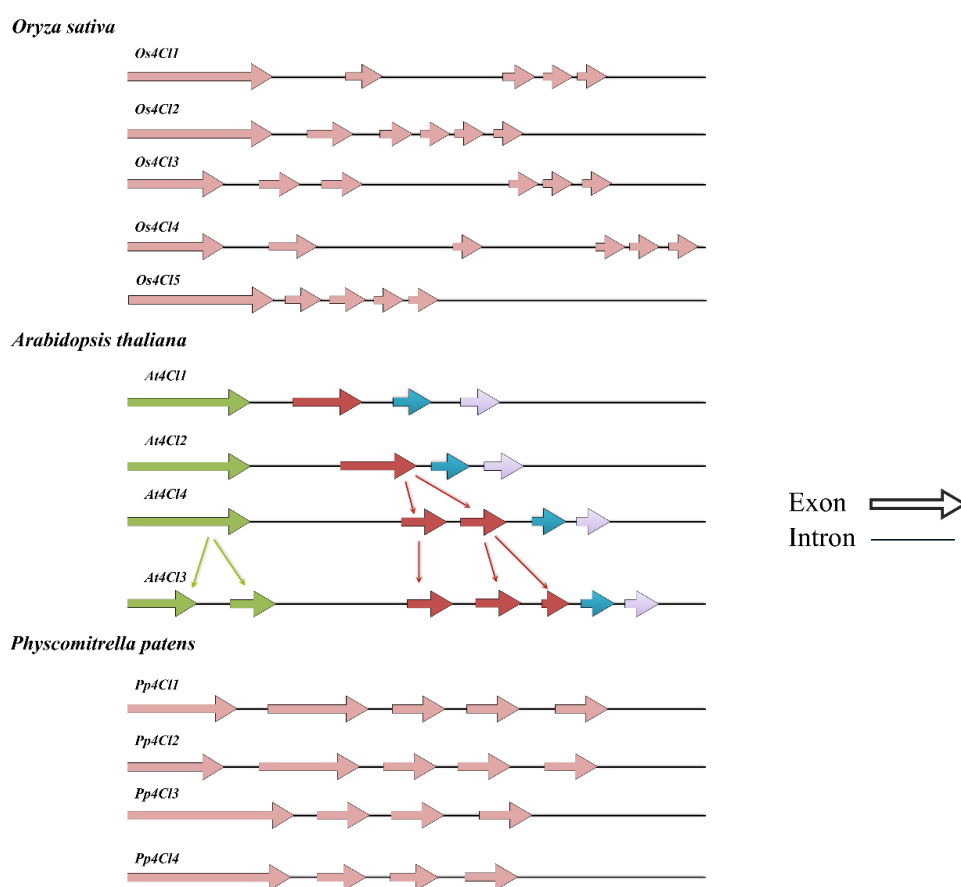 Oryza sativa
Os4Cl1
Os4Cl2
Os4Cl3
Os4Cl4
Os4Cl5
Arabidopsis thaliana
At4Cl1
At4Cl2
At4Cl4
At4Cl3
Exon
Intron
Physcomitrella patens
Pp4Cl1
Pp4Cl2
Pp4Cl3
Pp4Cl4